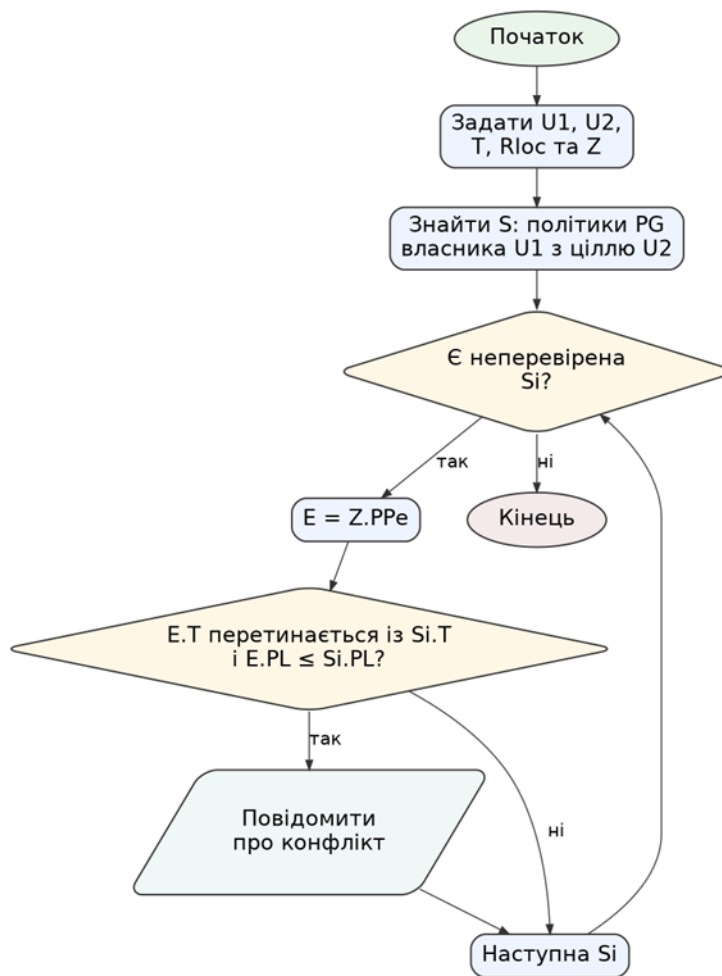 Початок
Задати U1, U2,
T, Rloc та Z
Знайти S: політики PG
власника U1 з ціллю U2
Є неперевірена
Si?
так
ні
E = Z.PPe
Кінець
E.T перетинається із Si.T
і E.PL ≤ Si.PL?
так
Повідомити
про конфлікт
ні
Наступна Si